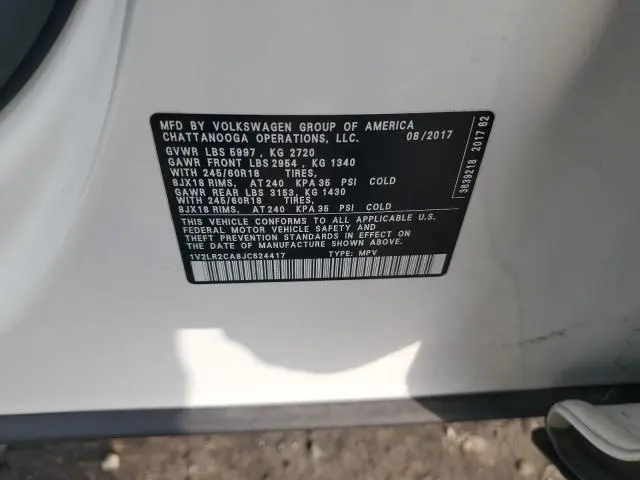 MFD BY VOLKSWAGEN GROUP OF AMERICA
CHATTANOOGA OPERATIONS, LLC. 08/2017
GVWR LBS 5997 , KG 2720
GAWR FRONT LBS 2954 , KG 1340
WITH 245/60R18 TIRES,
8JX18 RIMS, AT 240 KPA 35 PSI COLD
GAWR REAR LBS 3153, KG 1430
WITH 245/60R18 TIRES,
8JX18 RIMS, AT 240 KPA 35 PSI COLD
THIS VEHICLE CONFORMS TO ALL APPLICABLE U.S.
FEDERAL MOTOR VEHICLE SAFETY AND
THEFT PREVENTION STANDARDS IN EFFECT ON THE
DATE OF MANUFACTURE SHOWN ABOVE.
1V2LR2CA8JC524417 TYPE: MPV
3639218 2017 62